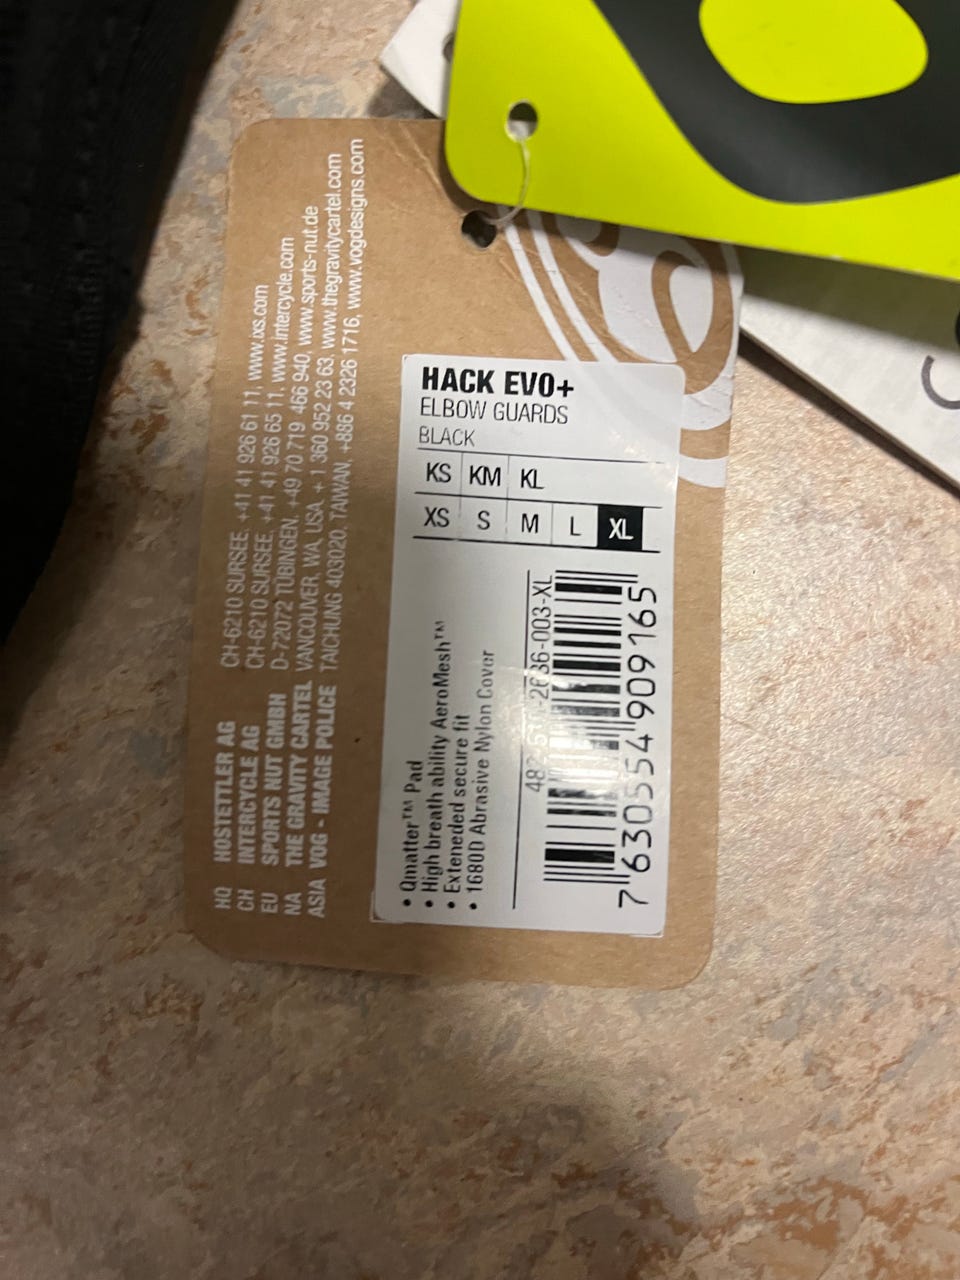 HQ HOSTETTLER AG CH-6210 SURSEE, +41 41 926 61 11, www.ixs.com
CH INTERCYCLE AG CH-6210 SURSEE, +41 41 926 65 11, www.intercycle.com
EU SPORTS NUT GMBH D-72072 TÜBINGEN, +49 70 719 466 940, www.sports-nut.de
NA THE GRAVITY CARTEL VANCOUVER, WA, USA, +1 360 952 23 63, www.thegravitycartel.com
ASIA VOG - IMAGE POLICE TAICHUNG 403020, TAIWAN, +886 4 2326 1716, www.vogdesigns.com
HACK EVO+
ELBOW GUARDS
BLACK
KS KM KL
XS S M L XL
• Qmatter™ Pad
• High breath ability AeroMesh™
• Exteneded secure fit
• 1680D Abrasive Nylon Cover
7 630554 909165